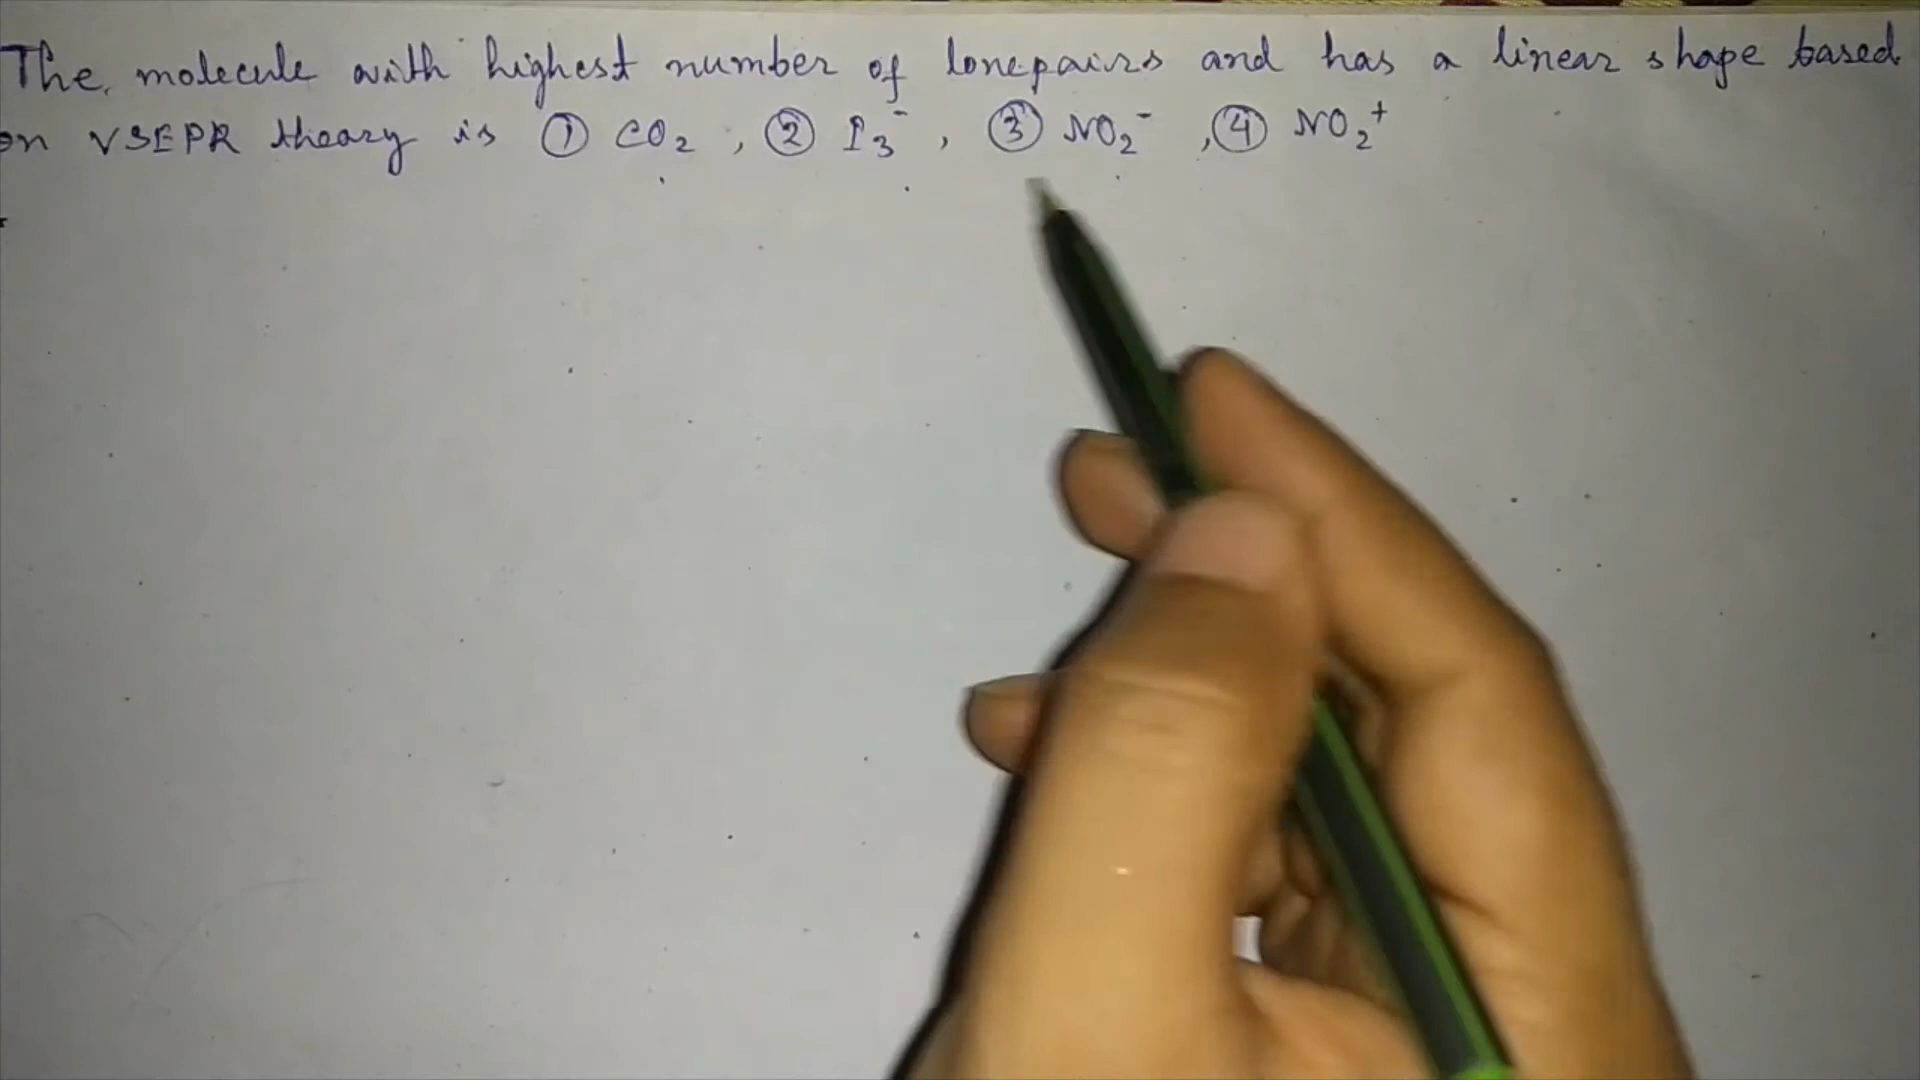 The, molecule with highest number of lonepairs and has a linear shape based
on VSEPR theory is ① CO₂ , ② I₃⁻ , ③ NO₂⁻ , ④ NO₂⁺